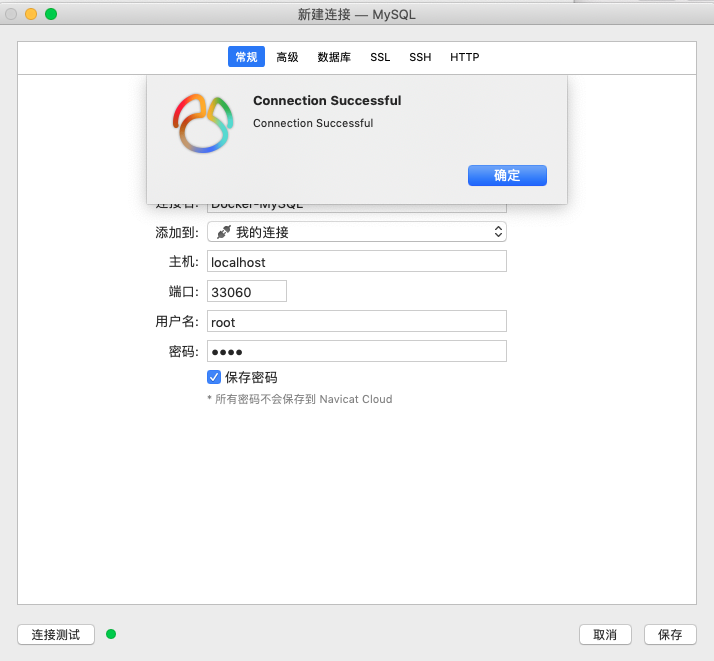 新建连接 — MySQL
常规 高级 数据库 SSL SSH HTTP
Connection Successful
Connection Successful
确定
连接名: Docker-MySQL
添加到: 我的连接
主机: localhost
端口: 33060
用户名: root
密码: ●●●●
保存密码
* 所有密码不会保存到 Navicat Cloud
连接测试 取消 保存